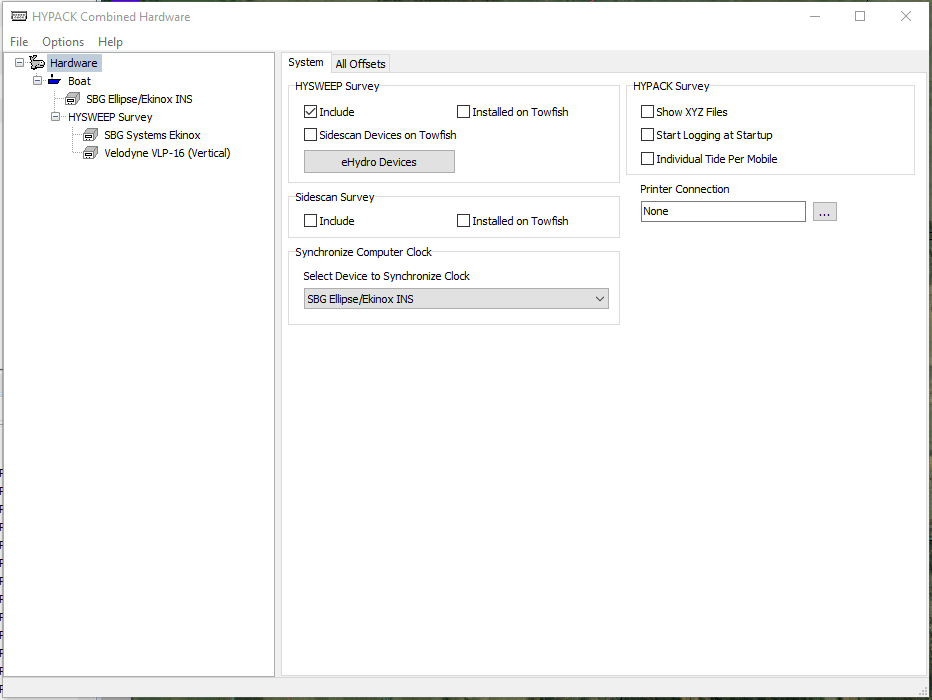 HYPACK Combined Hardware
File Options Help
Hardware
Boat
SBG Ellipse/Ekinox INS
HYSWEEP Survey
SBG Systems Ekinox
Velodyne VLP-16 (Vertical)
System All Offsets
HYSWEEP Survey
Include Installed on Towfish
Sidescan Devices on Towfish
eHydro Devices
Sidescan Survey
Include Installed on Towfish
Synchronize Computer Clock
Select Device to Synchronize Clock
SBG Ellipse/Ekinox INS
HYPACK Survey
Show XYZ Files
Start Logging at Startup
Individual Tide Per Mobile
Printer Connection
None ...